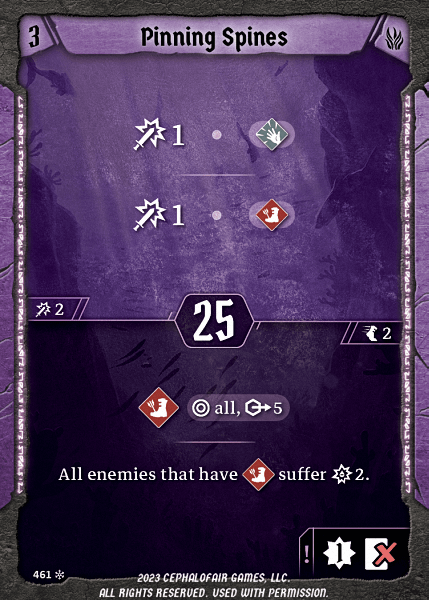 3 Pinning Spines
1
1
2
25
2
all, 5
All enemies that have suffer 2.
! 1
461
2023 CEPHALOFAIR GAMES, LLC.
ALL RIGHTS RESERVED. USED WITH PERMISSION.